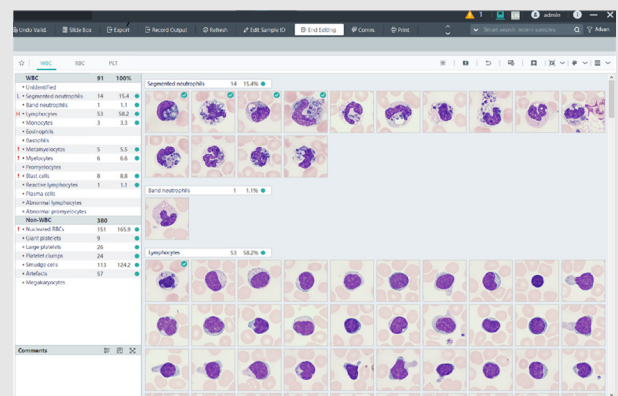 1 admin
Undo Valid. Slide Box Export Record Output Refresh Edit Sample ID End Editing Comms. Print Smart search: recent samples Advan
WBC RBC PLT
WBC 91 100%
• Unidentified
L • Segmented neutrophils 14 15.4
• Band neutrophils 1 1.1
H • Lymphocytes 53 58.2
• Monocytes 3 3.3
• Eosinophils
• Basophils
! • Metamyelocytes 5 5.5
! • Myelocytes 6 6.6
• Promyelocytes
! • Blast cells 8 8.8
• Reactive lymphocytes 1 1.1
• Plasma cells
• Abnormal lymphocytes
• Abnormal promyelocytes
Non-WBC 380
! • Nucleated RBCs 151 165.9
• Giant platelets 9
• Large platelets 26
• Platelet clumps 24
• Smudge cells 113 124.2
• Artefacts 57
• Megakaryocytes
Comments
Segmented neutrophils 14 15.4%
Band neutrophils 1 1.1%
Lymphocytes 53 58.2%